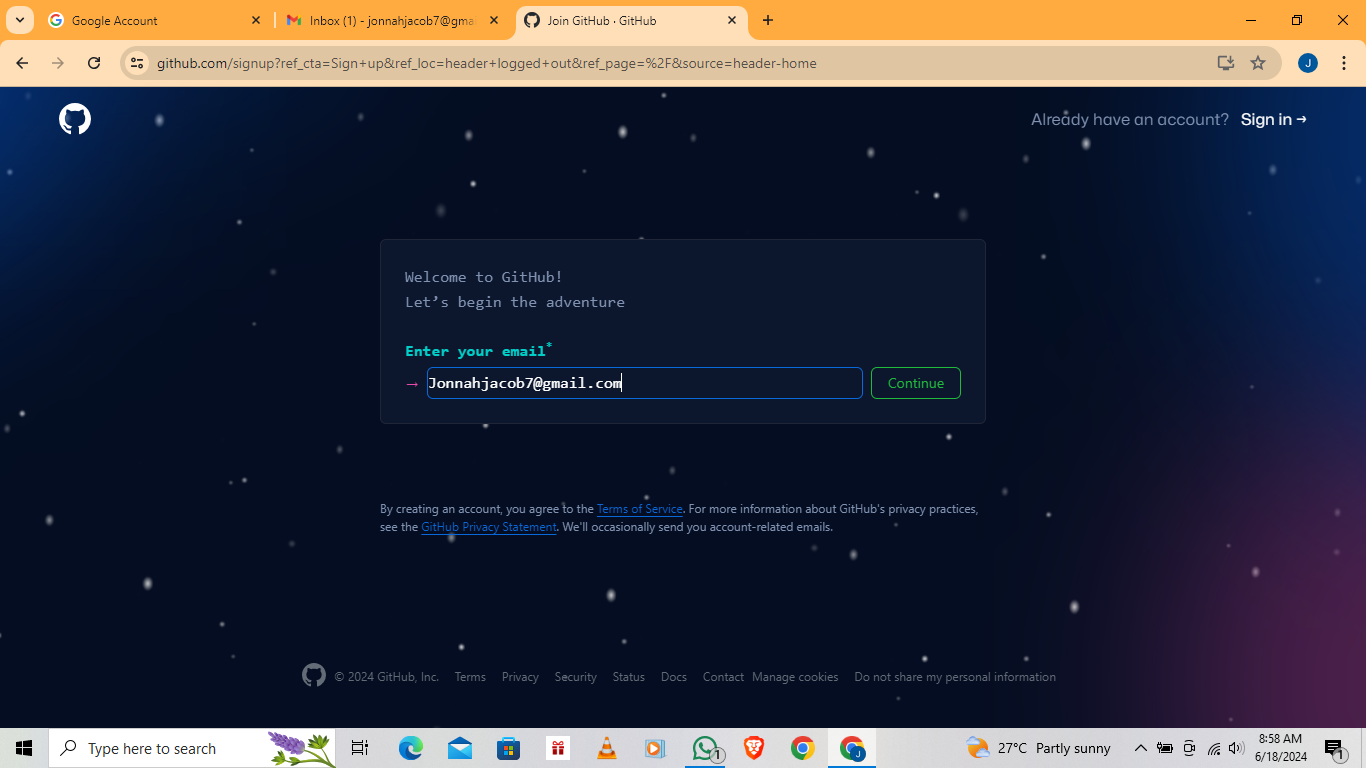 Google Account
Inbox (1) - jonnahjacob7@gma
Join GitHub · GitHub
github.com/signup?ref_cta=Sign+up&ref_loc=header+logged+out&ref_page=%2F&source=header-home
J
Already have an account? Sign in →
Welcome to GitHub!
Let’s begin the adventure
Enter your email*
→ Jonnahjacob7@gmail.com
Continue
By creating an account, you agree to the Terms of Service. For more information about GitHub's privacy practices,
see the GitHub Privacy Statement. We'll occasionally send you account-related emails.
© 2024 GitHub, Inc. Terms Privacy Security Status Docs Contact Manage cookies Do not share my personal information
Type here to search
1
J
27°C Partly sunny
8:58 AM
6/18/2024
1